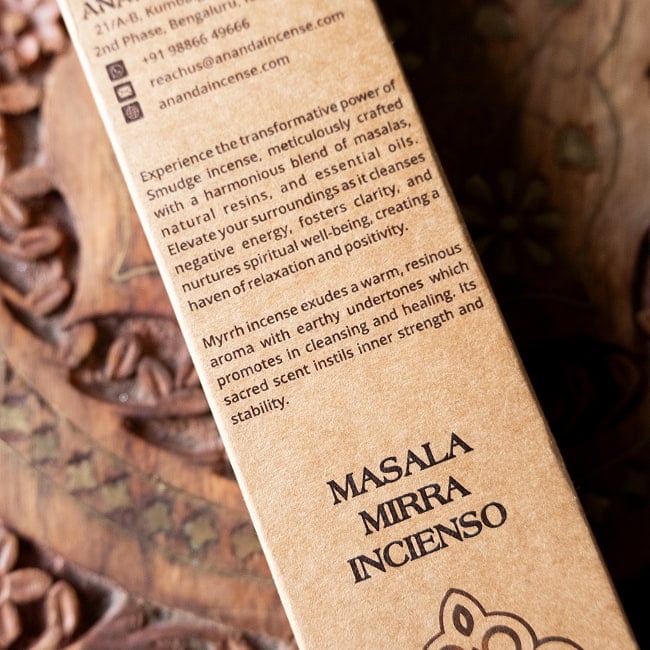 21/A-B, Kumba
2nd Phase, Bengaluru,
+91 98866 49666
reachus@anandaincense.com
anandaincense.com
Experience the transformative power of
Smudge incense, meticulously crafted
with a harmonious blend of masalas,
natural resins, and essential oils.
Elevate your surroundings as it cleanses
negative energy, fosters clarity, and
nurtures spiritual well-being, creating a
haven of relaxation and positivity.
Myrrh incense exudes a warm, resinous
aroma with earthy undertones which
promotes in cleansing and healing. Its
sacred scent instils inner strength and
stability.
MASALA
MIRRA
INCIENSO